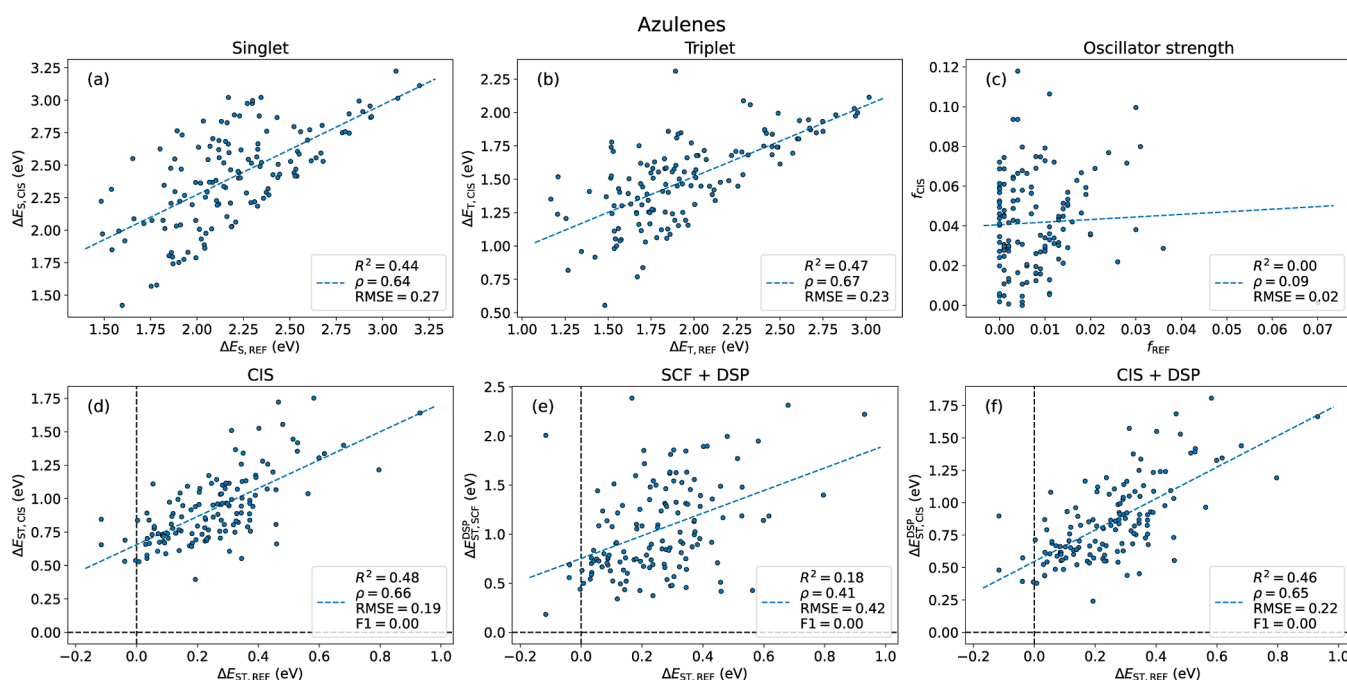 Azulenes
Singlet
(a)
3.25
3.00
2.75
2.50
2.25
2.00
1.75
1.50
ΔE_S, CIS (eV)
R² = 0.44
ρ = 0.64
RMSE = 0.27
1.50 1.75 2.00 2.25 2.50 2.75 3.00 3.25
ΔE_S, REF (eV)
Triplet
(b)
2.25
2.00
1.75
1.50
1.25
1.00
0.75
0.50
ΔE_T, CIS (eV)
R² = 0.47
ρ = 0.67
RMSE = 0.23
1.00 1.25 1.50 1.75 2.00 2.25 2.50 2.75 3.00
ΔE_T, REF (eV)
Oscillator strength
(c)
0.12
0.10
0.08
0.06
0.04
0.02
0.00
f_CIS
R² = 0.00
ρ = 0.09
RMSE = 0.02
0.00 0.01 0.02 0.03 0.04 0.05 0.06 0.07
f_REF
CIS
(d)
1.75
1.50
1.25
1.00
0.75
0.50
0.25
0.00
ΔE_ST, CIS (eV)
R² = 0.48
ρ = 0.66
RMSE = 0.19
F1 = 0.00
−0.2 0.0 0.2 0.4 0.6 0.8 1.0
ΔE_ST, REF (eV)
SCF + DSP
(e)
2.5
2.0
1.5
1.0
0.5
0.0
ΔE^DSP_ST, SCF (eV)
R² = 0.18
ρ = 0.41
RMSE = 0.42
F1 = 0.00
−0.2 0.0 0.2 0.4 0.6 0.8 1.0
ΔE_ST, REF (eV)
CIS + DSP
(f)
1.75
1.50
1.25
1.00
0.75
0.50
0.25
0.00
ΔE^DSP_ST, CIS (eV)
R² = 0.46
ρ = 0.65
RMSE = 0.22
F1 = 0.00
−0.2 0.0 0.2 0.4 0.6 0.8 1.0
ΔE_ST, REF (eV)